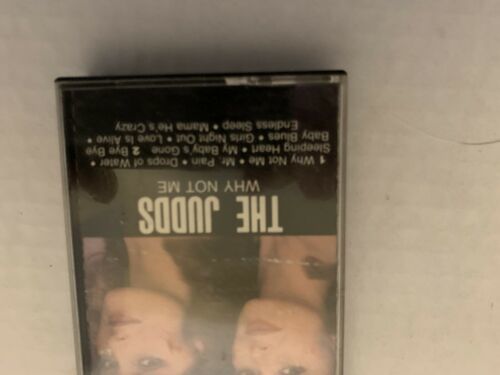 THE JUDDS
WHY NOT ME
1 Why Not Me • Mr. Pain • Drops of Water •
Sleeping Heart • My Baby's Gone 2 Bye Bye
Baby Blues • Girls Night Out • Love Is Alive •
Endless Sleep • Mama He's Crazy